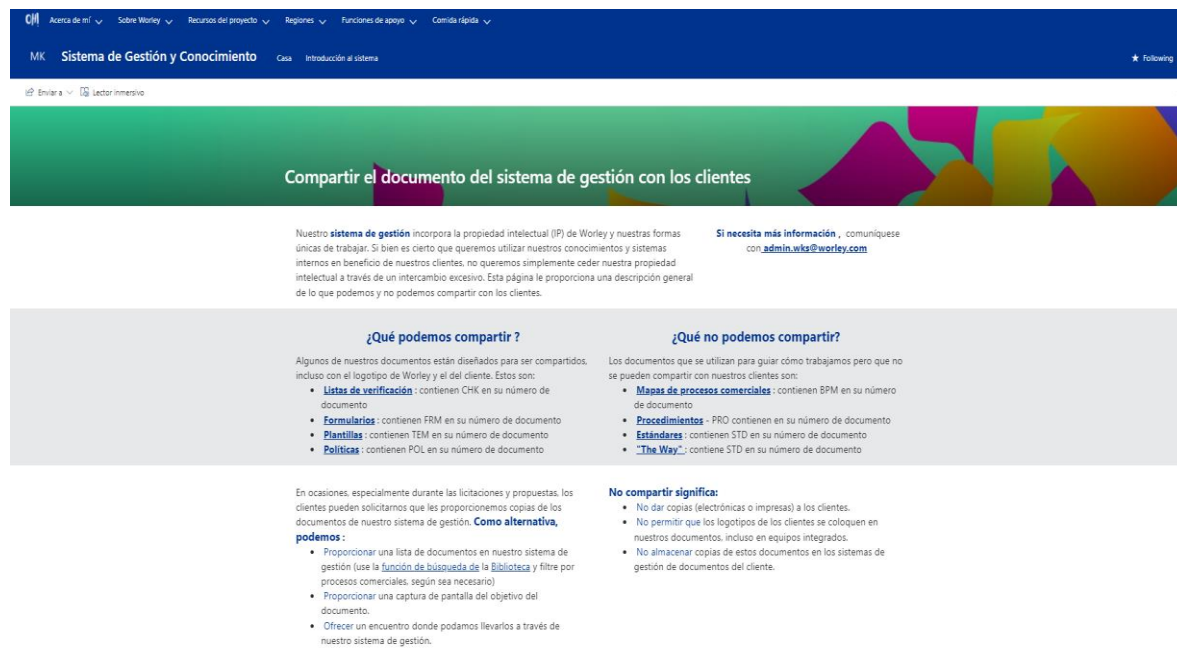 OM Acerca de mí Sobre Worley Recursos del proyecto Regiones Funciones de apoyo Comida rápida
MK Sistema de Gestión y Conocimiento Casa Introducción al sistema ★ Following
Enviar a Lector inmersivo
Compartir el documento del sistema de gestión con los clientes
Nuestro sistema de gestión incorpora la propiedad intelectual (IP) de Worley y nuestras formas
únicas de trabajar. Si bien es cierto que queremos utilizar nuestros conocimientos y sistemas
internos en beneficio de nuestros clientes, no queremos simplemente ceder nuestra propiedad
intelectual a través de un intercambio excesivo. Esta página le proporciona una descripción general
de lo que podemos y no podemos compartir con los clientes.
Si necesita más información , comuníquese
con admin.wks@worley.com
¿Qué podemos compartir ?
Algunos de nuestros documentos están diseñados para ser compartidos,
incluso con el logotipo de Worley y el del cliente. Estos son:
• Listas de verificación : contienen CHK en su número de
documento
• Formularios : contienen FRM en su número de documento
• Plantillas : contienen TEM en su número de documento
• Políticas : contienen POL en su número de documento
¿Qué no podemos compartir?
Los documentos que se utilizan para guiar cómo trabajamos pero que no
se pueden compartir con nuestros clientes son:
• Mapas de procesos comerciales : contienen BPM en su número
de documento
• Procedimientos - PRO contienen en su número de documento
• Estándares : contienen STD en su número de documento
• "The Way" : contiene STD en su número de documento
En ocasiones, especialmente durante las licitaciones y propuestas, los
clientes pueden solicitarnos que les proporcionemos copias de los
documentos de nuestro sistema de gestión. Como alternativa,
podemos :
• Proporcionar una lista de documentos en nuestro sistema de
gestión (use la función de búsqueda de la Biblioteca y filtre por
procesos comerciales, según sea necesario)
• Proporcionar una captura de pantalla del objetivo del
documento.
• Ofrecer un encuentro donde podamos llevarlos a través de
nuestro sistema de gestión.
No compartir significa:
• No dar copias (electrónicas o impresas) a los clientes.
• No permitir que los logotipos de los clientes se coloquen en
nuestros documentos, incluso en equipos integrados.
• No almacenar copias de estos documentos en los sistemas de
gestión de documentos del cliente.